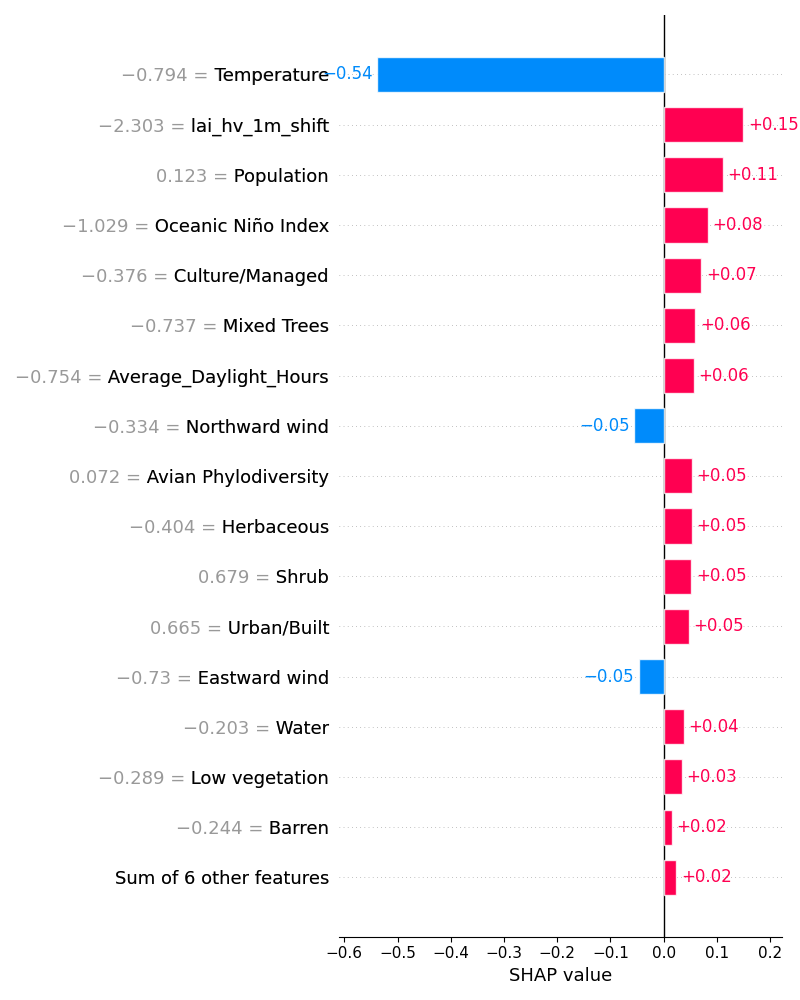 −0.794 = Temperature −0.54
−2.303 = lai_hv_1m_shift +0.15
0.123 = Population +0.11
−1.029 = Oceanic Niño Index +0.08
−0.376 = Culture/Managed +0.07
−0.737 = Mixed Trees +0.06
−0.754 = Average_Daylight_Hours +0.06
−0.334 = Northward wind −0.05
0.072 = Avian Phylodiversity +0.05
−0.404 = Herbaceous +0.05
0.679 = Shrub +0.05
0.665 = Urban/Built +0.05
−0.73 = Eastward wind −0.05
−0.203 = Water +0.04
−0.289 = Low vegetation +0.03
−0.244 = Barren +0.02
Sum of 6 other features +0.02
−0.6 −0.5 −0.4 −0.3 −0.2 −0.1 0.0 0.1 0.2
SHAP value